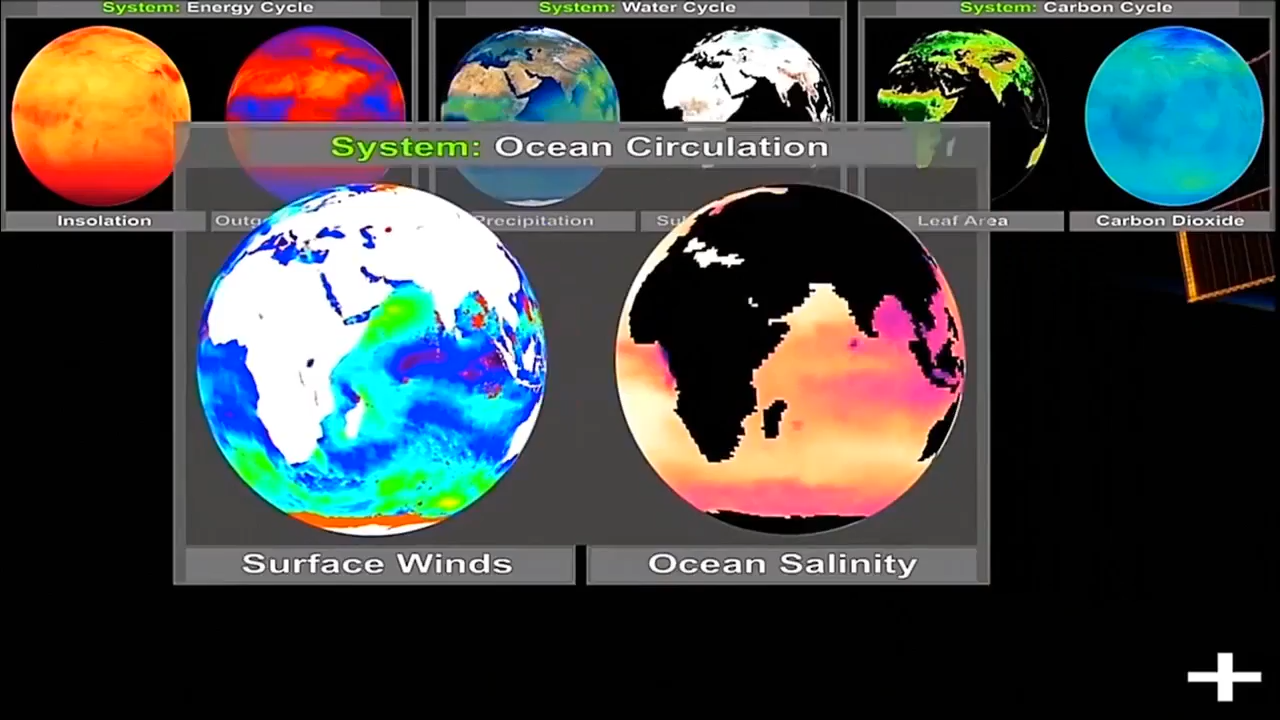 System: Energy Cycle
System: Water Cycle
System: Carbon Cycle
Insolation
Precipitation
Leaf Area
Carbon Dioxide
System: Ocean Circulation
Surface Winds
Ocean Salinity